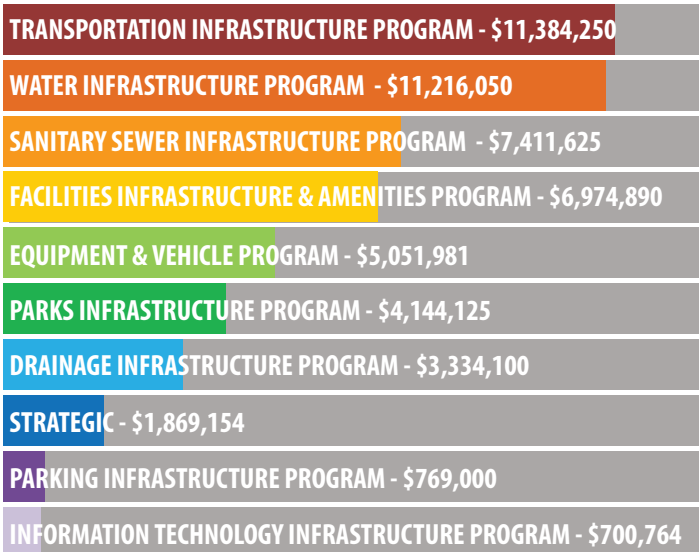 TRANSPORTATION INFRASTRUCTURE PROGRAM - $11,384,250
WATER INFRASTRUCTURE PROGRAM - $11,216,050
SANITARY SEWER INFRASTRUCTURE PROGRAM - $7,411,625
FACILITIES INFRASTRUCTURE & AMENITIES PROGRAM - $6,974,890
EQUIPMENT & VEHICLE PROGRAM - $5,051,981
PARKS INFRASTRUCTURE PROGRAM - $4,144,125
DRAINAGE INFRASTRUCTURE PROGRAM - $3,334,100
STRATEGIC - $1,869,154
PARKING INFRASTRUCTURE PROGRAM - $769,000
INFORMATION TECHNOLOGY INFRASTRUCTURE PROGRAM - $700,764